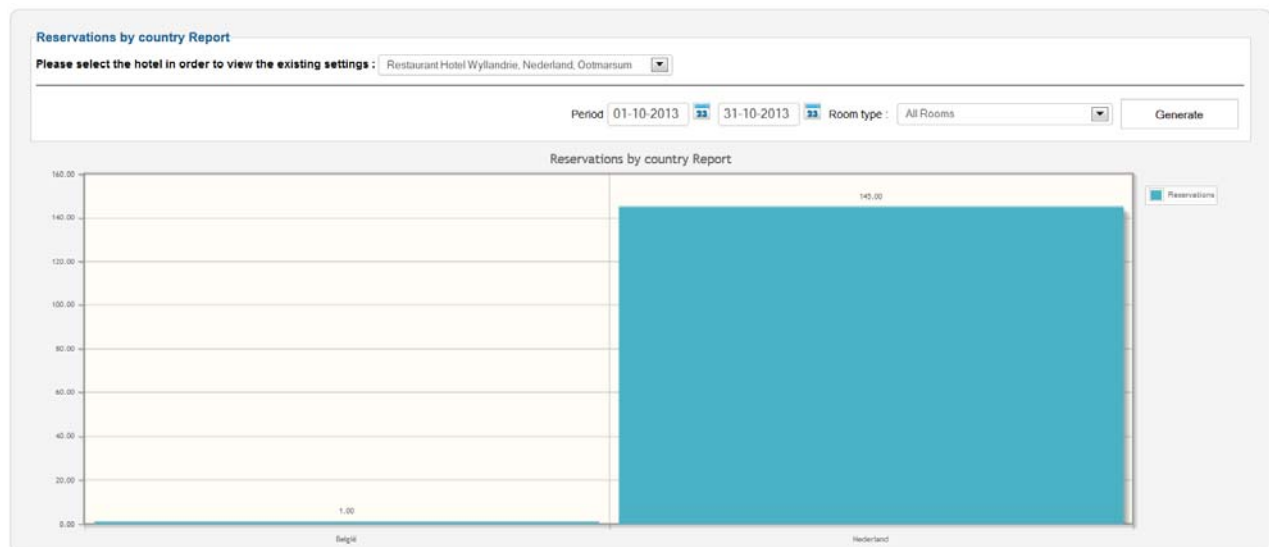 Reservations by country Report
Please select the hotel in order to view the existing settings : Restaurant Hotel Wyllandrie, Nederland, Ootmarsum
Period 01-10-2013 23 31-10-2013 23 Room type : All Rooms Generate
Reservations by country Report
160.00
145.00
Reservations
140.00
120.00
100.00
80.00
60.00
40.00
20.00
1.00
0.00
België Nederland